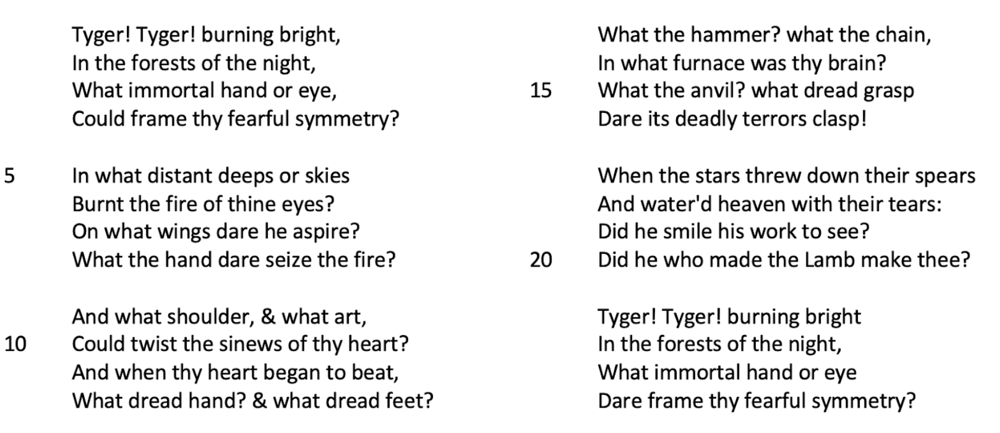 Tyger! Tyger! burning bright,
In the forests of the night,
What immortal hand or eye,
Could frame thy fearful symmetry?

5 In what distant deeps or skies
Burnt the fire of thine eyes?
On what wings dare he aspire?
What the hand dare seize the fire?

And what shoulder, & what art,
10 Could twist the sinews of thy heart?
And when thy heart began to beat,
What dread hand? & what dread feet?

What the hammer? what the chain,
In what furnace was thy brain?
15 What the anvil? what dread grasp
Dare its deadly terrors clasp!

When the stars threw down their spears
And water'd heaven with their tears:
Did he smile his work to see?
20 Did he who made the Lamb make thee?

Tyger! Tyger! burning bright
In the forests of the night,
What immortal hand or eye
Dare frame thy fearful symmetry?